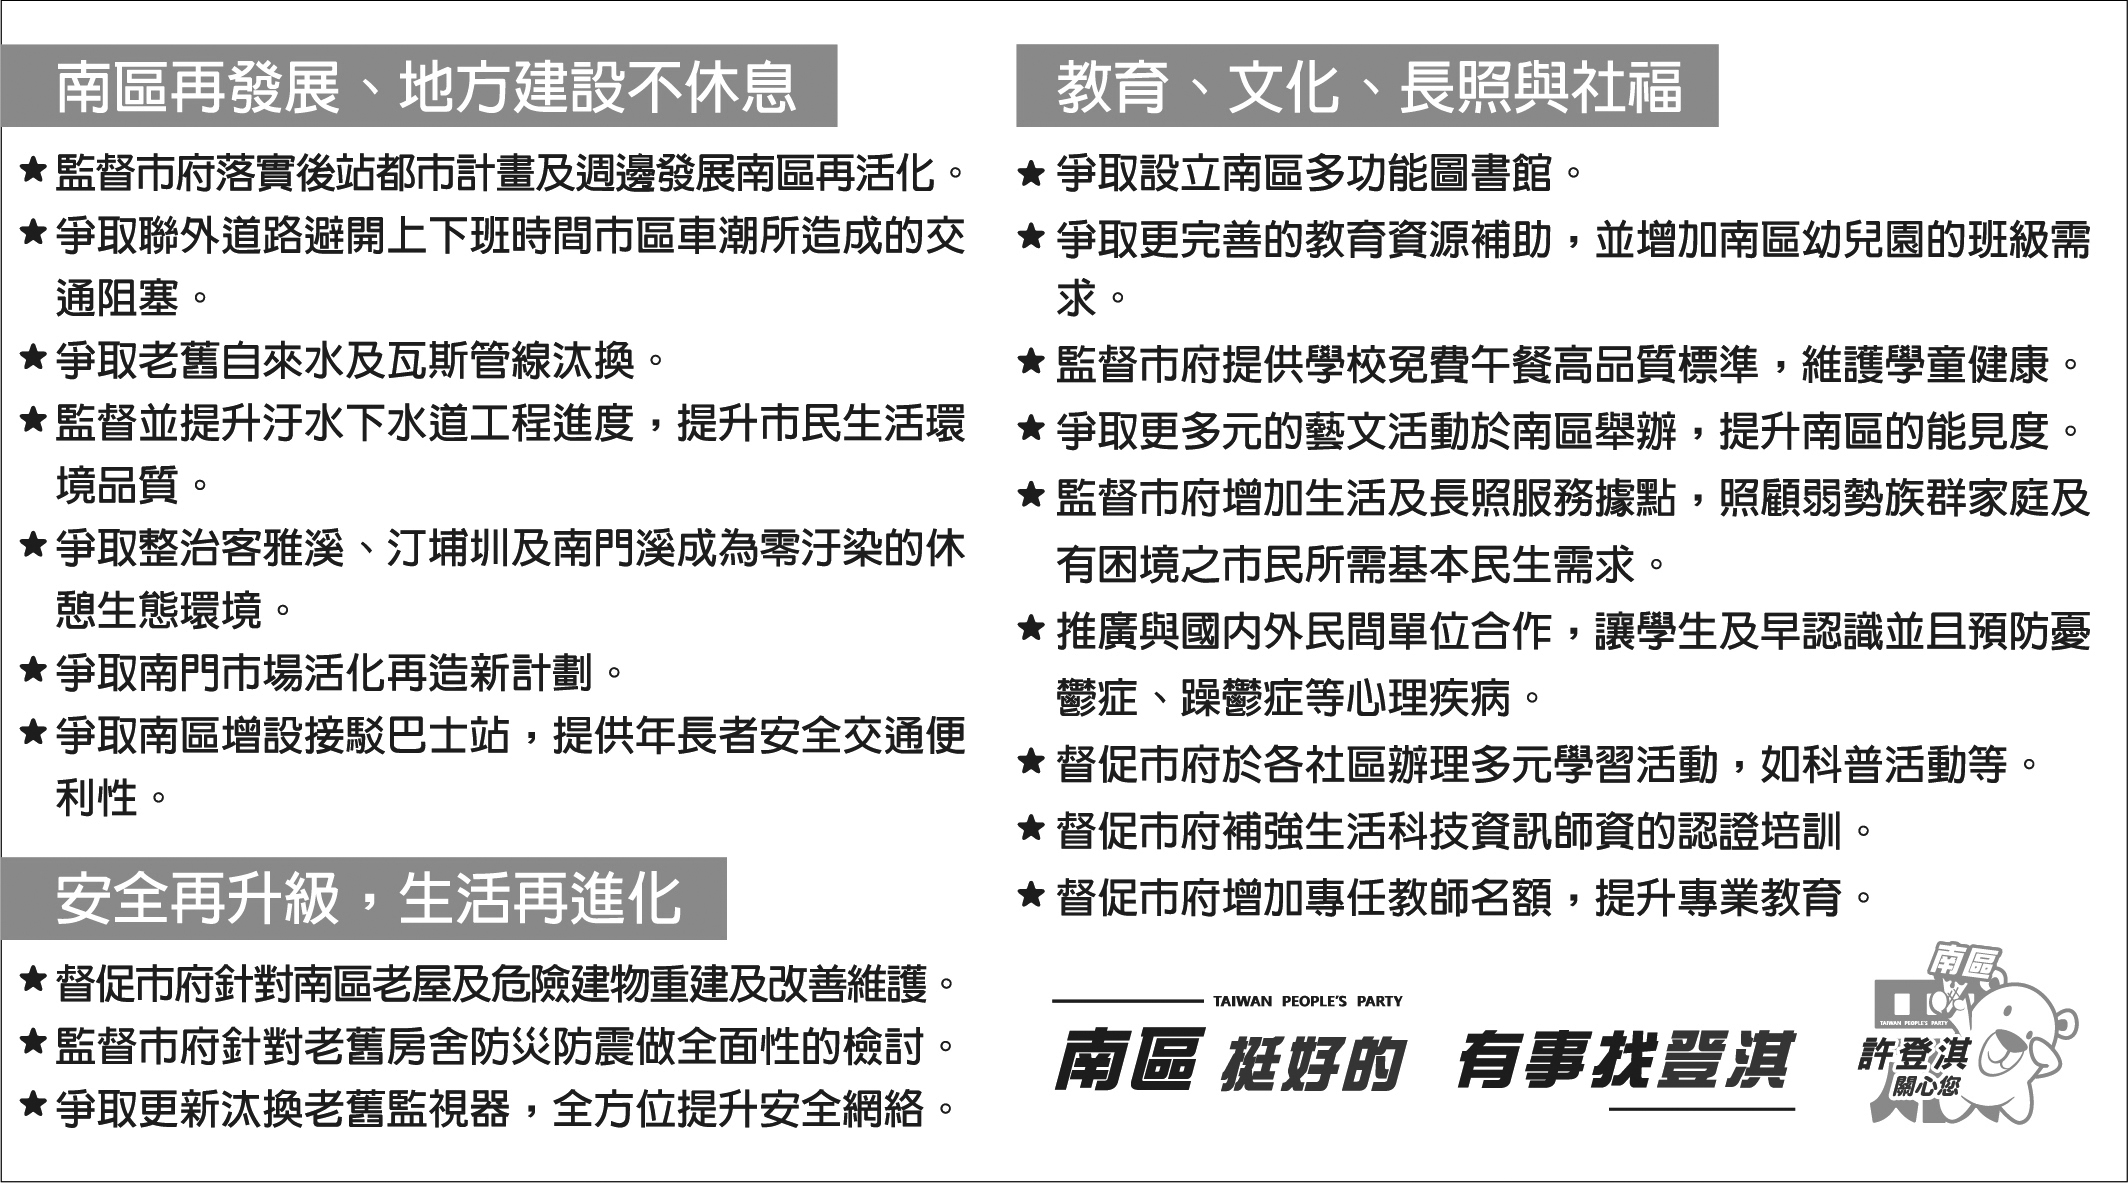 南區再發展、地方建設不休息
★監督市府落實後站都市計畫及週邊發展南區再活化。
★爭取聯外道路避開上下班時間市區車潮所造成的交
通阻塞。
★爭取老舊自來水及瓦斯管線汰換。
★監督並提升汙水下水道工程進度，提升市民生活環
境品質。
★爭取整治客雅溪、汀埔圳及南門溪成為零汙染的休
憩生態環境。
★爭取南門市場活化再造新計劃。
★爭取南區增設接駁巴士站，提供年長者安全交通便
利性。
安全再升級，生活再進化
★督促市府針對南區老屋及危險建物重建及改善維護。
★監督市府針對老舊房舍防災防震做全面性的檢討。
★爭取更新汰換老舊監視器，全方位提升安全網絡。
教育、文化、長照與社福
★爭取設立南區多功能圖書館。
★爭取更完善的教育資源補助，並增加南區幼兒園的班級需
求。
★監督市府提供學校免費午餐高品質標準，維護學童健康。
★爭取更多元的藝文活動於南區舉辦，提升南區的能見度。
★監督市府增加生活及長照服務據點，照顧弱勢族群家庭及
有困境之市民所需基本民生需求。
★推廣與國內外民間單位合作，讓學生及早認識並且預防憂
鬱症、躁鬱症等心理疾病。
★督促市府於各社區辦理多元學習活動，如科普活動等。
★督促市府補強生活科技資訊師資的認證培訓。
★督促市府增加專任教師名額，提升專業教育。
TAIWAN PEOPLE'S PARTY
南區 挺好的 有事找登淇
南區
TAIWAN PEOPLE'S PARTY
許登淇
關心您